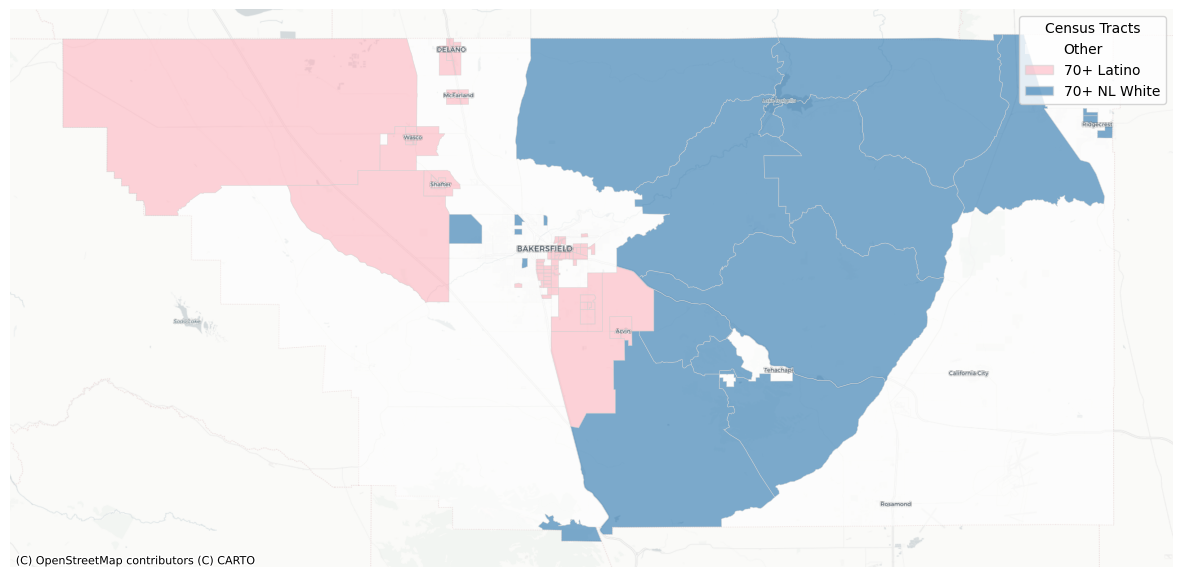 Census Tracts
Other
70+ Latino
70+ NL White
DELANO
McFarland
Ridgecrest
Wasco
Shafter
BAKERSFIELD
Arvin
Tehachapi
California City
Rosamond
(C) OpenStreetMap contributors (C) CARTO